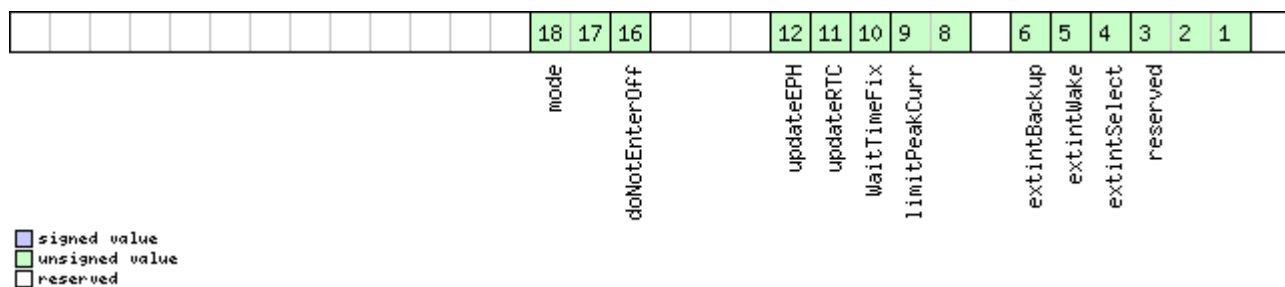 18 17 16 12 11 10 9 8 6 5 4 3 2 1
mode
doNotEnterOff
updateEPH
updateRTC
WaitTimeFix
limitPeakCurr
extintBackup
extintWake
extintSelect
reserved
signed value
unsigned value
reserved